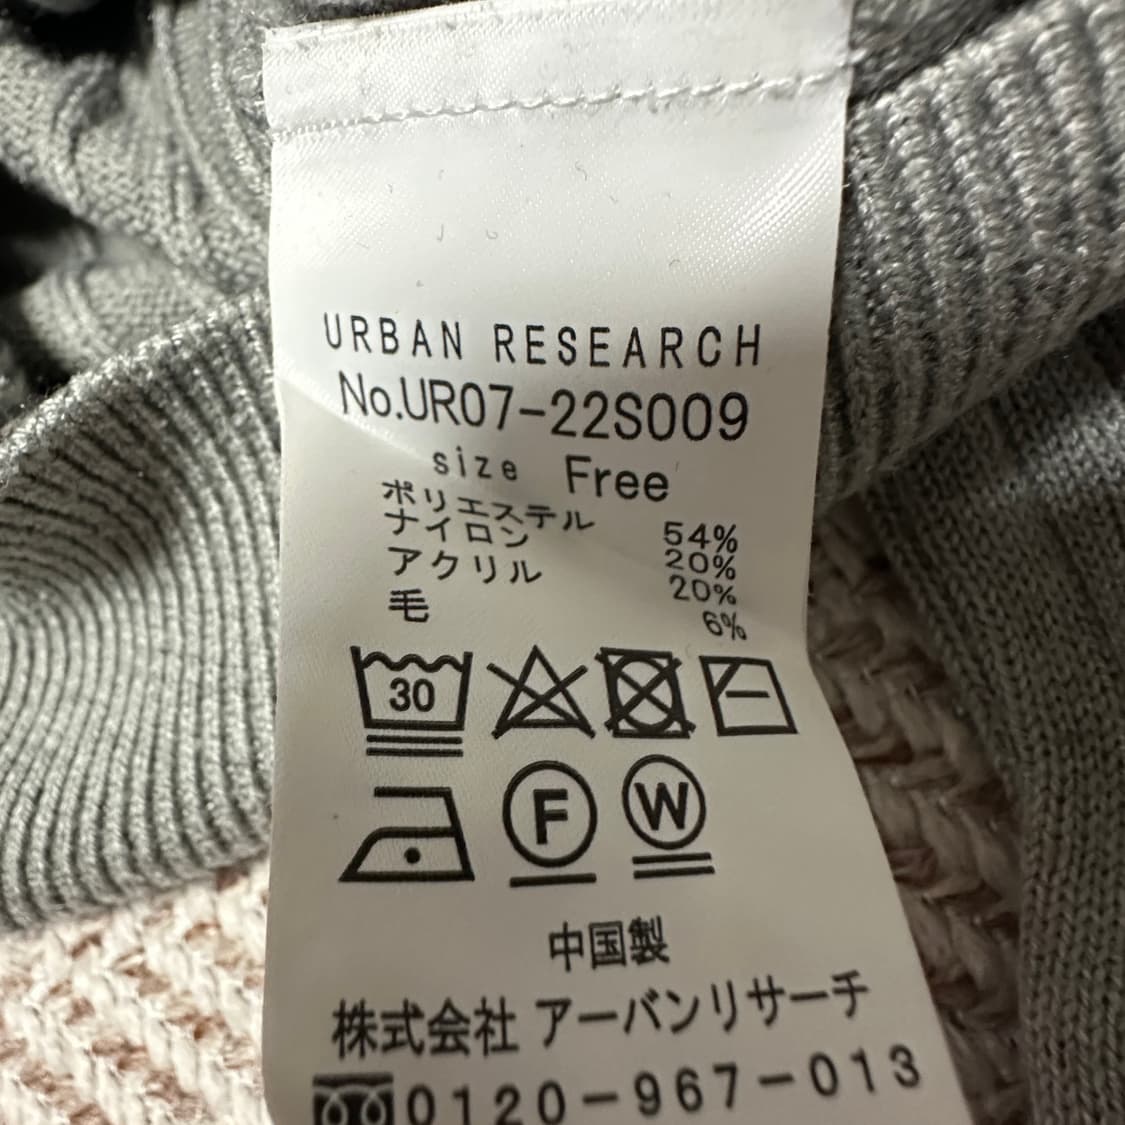 URBAN RESEARCH
No.UR07-22S009
size Free
ポリエステル 54%
ナイロン 20%
アクリル 20%
毛 6%
30
F W
中国製
株式会社 アーバンリサーチ
0120-967-013